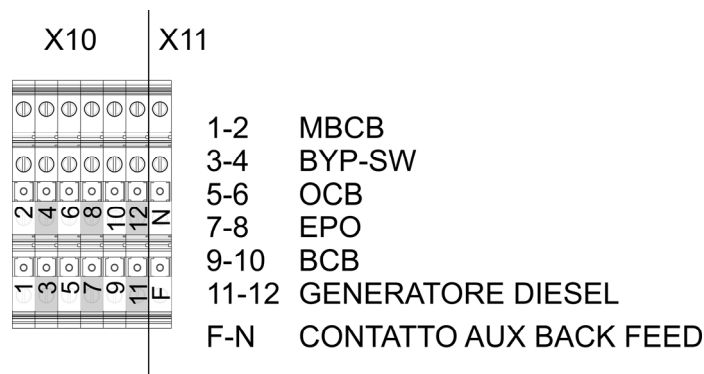 X10 X11
1-2 MBCB
3-4 BYP-SW
5-6 OCB
7-8 EPO
9-10 BCB
11-12 GENERATORE DIESEL
F-N CONTATTO AUX BACK FEED
2 4 6 8 10 12 N
1 3 5 7 9 11 F